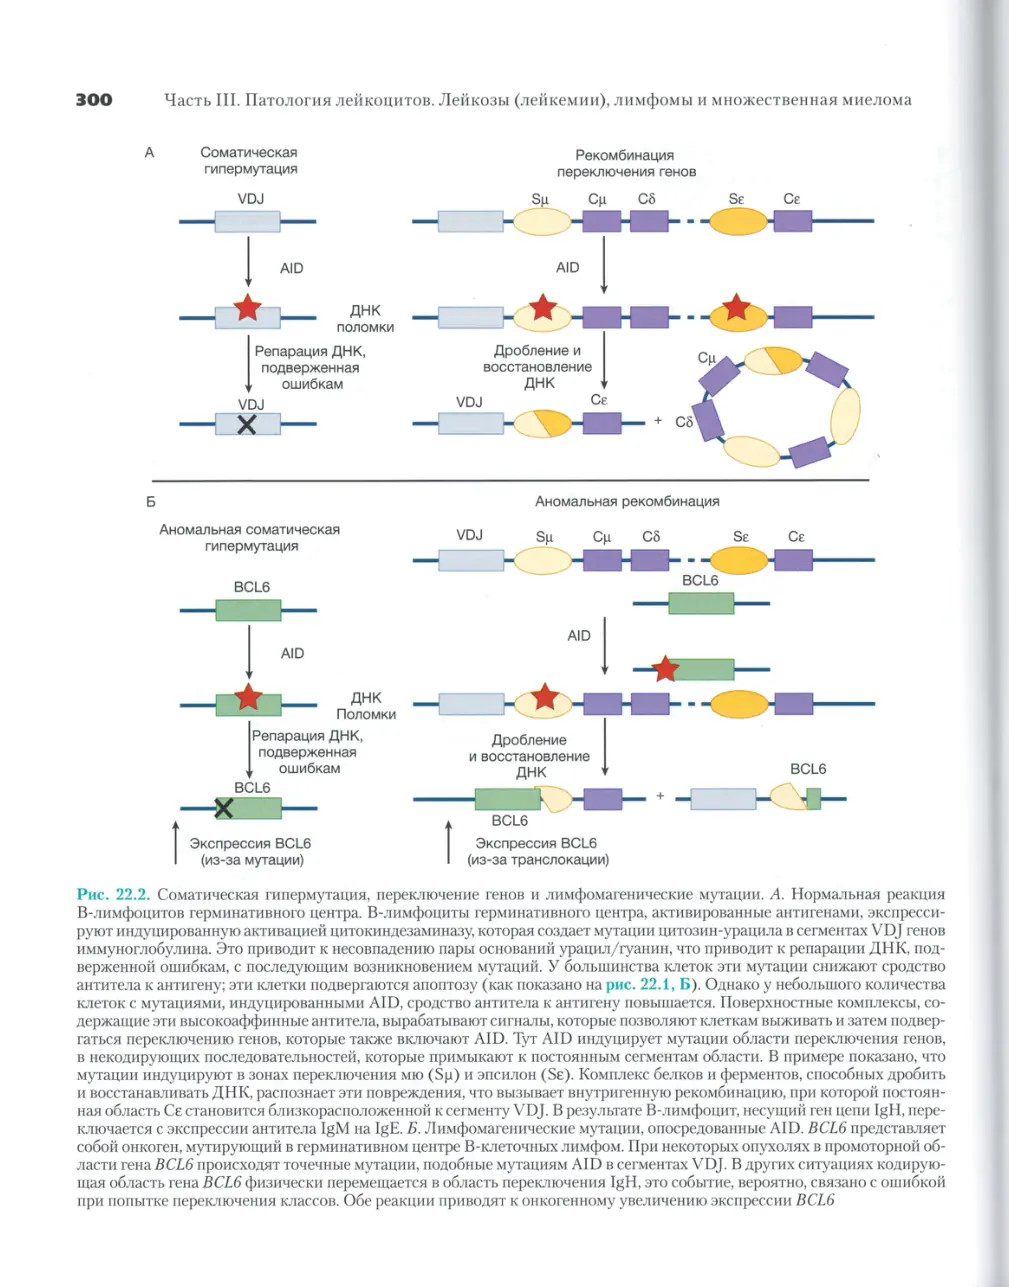 300 Часть III. Патология лейкоцитов. Лейкозы (лейкемии), лимфомы и множественная миелома
А
Соматическая
гипермутация
VDJ
AID
ДНК
поломки
Репарация ДНК,
подверженная
ошибкам
VDJ
Рекомбинация
переключения генов
Sμ Cμ Cδ Sε Cε
AID
Дробление и
восстановление
ДНК
VDJ Cε
+
Cμ
Cδ
Б
Аномальная соматическая
гипермутация
BCL6
AID
ДНК
Поломки
Репарация ДНК,
подверженная
ошибкам
BCL6
Экспрессия BCL6
(из-за мутации)
Аномальная рекомбинация
VDJ Sμ Cμ Cδ Sε Cε
BCL6
AID
Дробление
и восстановление
ДНК
BCL6
+
BCL6
Экспрессия BCL6
(из-за транслокации)
Рис. 22.2. Соматическая гипермутация, переключение генов и лимфомагенические мутации. А. Нормальная реакция
В-лимфоцитов герминативного центра. В-лимфоциты герминативного центра, активированные антигенами, экспресси-
руют индуцированную активацией цитокиндезаминазу, которая создает мутации цитозин-урацила в сегментах VDJ генов
иммуноглобулина. Это приводит к несовпадению пары оснований урацил/гуанин, что приводит к репарации ДНК, под-
верженной ошибкам, с последующим возникновением мутаций. У большинства клеток эти мутации снижают сродство
антитела к антигену; эти клетки подвергаются апоптозу (как показано на рис. 22.1, Б). Однако у небольшого количества
клеток с мутациями, индуцированными AID, сродство антитела к антигену повышается. Поверхностные комплексы, со-
держащие эти высокоаффинные антитела, вырабатывают сигналы, которые позволяют клеткам выживать и затем подвер-
гаться переключению генов, которые также включают AID. Тут AID индуцирует мутации области переключения генов,
в некодирующих последовательностей, которые примыкают к постоянным сегментам области. В примере показано, что
мутации индуцируют в зонах переключения мю (Sμ) и эпсилон (Sε). Комплекс белков и ферментов, способных дробить
и восстанавливать ДНК, распознает эти повреждения, что вызывает внутригенную рекомбинацию, при которой постоян-
ная область Cε становится близкорасположенной к сегменту VDJ. В результате В-лимфоцит, несущий ген цепи IgH, пере-
ключается с экспрессии антитела IgM на IgE. Б. Лимфомагенические мутации, опосредованные AID. BCL6 представляет
собой онкоген, мутирующий в герминативном центре В-клеточных лимфом. При некоторых опухолях в промоторной об-
ласти гена BCL6 происходят точечные мутации, подобные мутациям AID в сегментах VDJ. В других ситуациях кодирую-
щая область гена BCL6 физически перемещается в область переключения IgH, это событие, вероятно, связано с ошибкой
при попытке переключения классов. Обе реакции приводят к онкогенному увеличению экспрессии BCL6